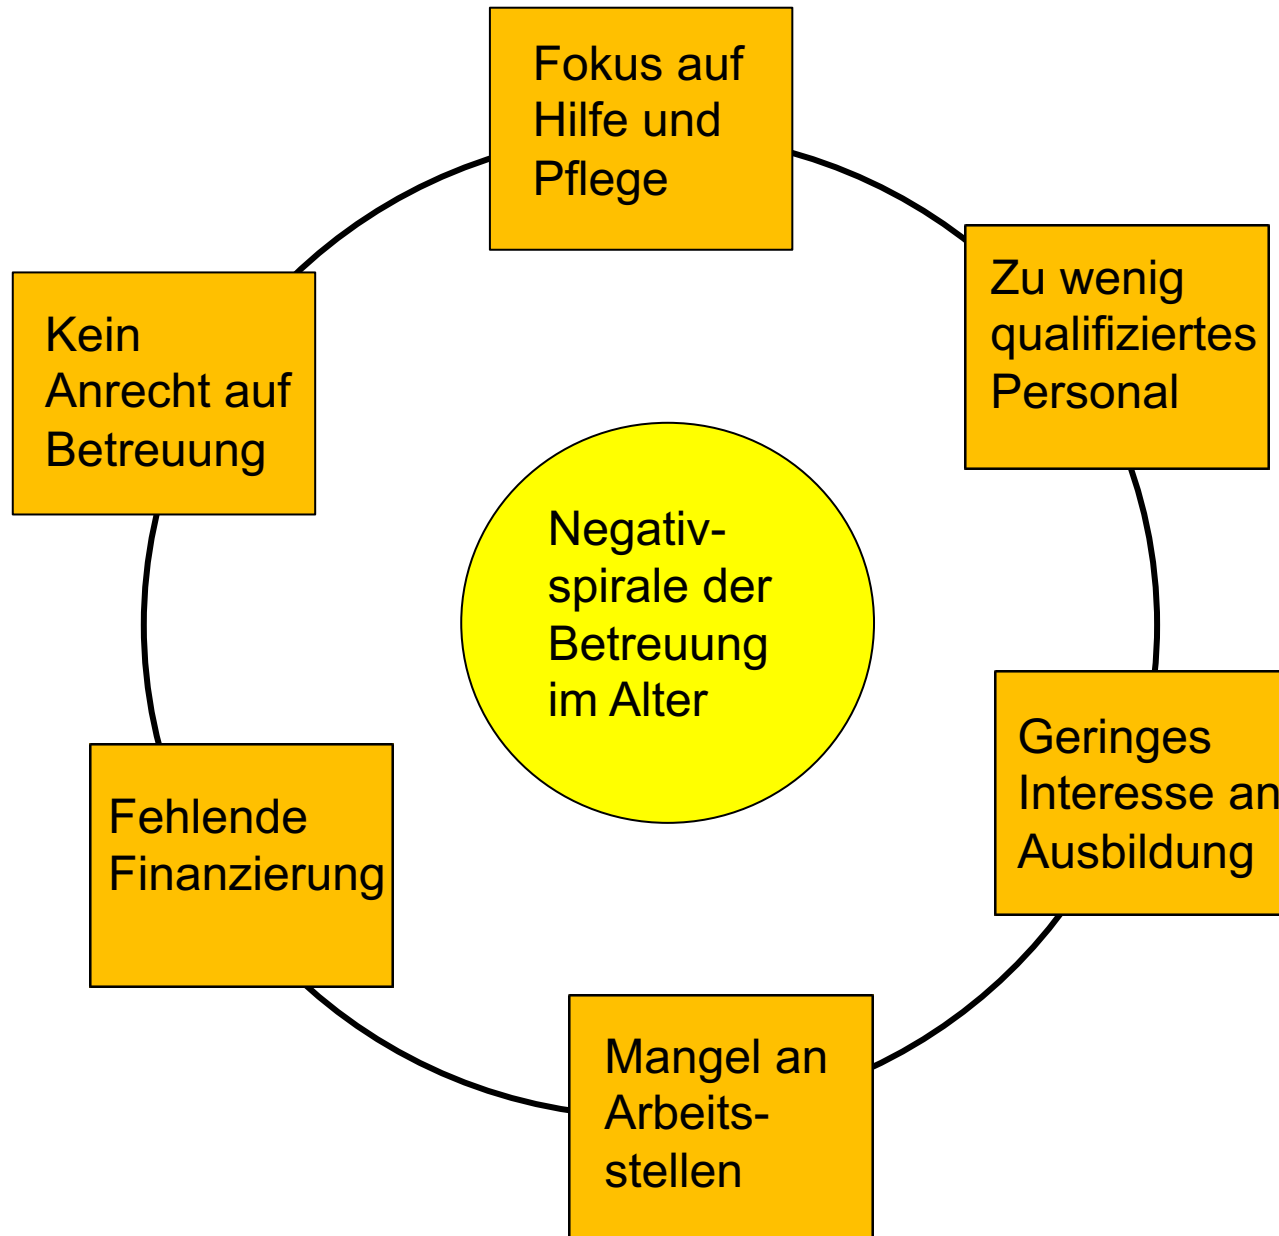 Fokus auf
Hilfe und
Pflege
Zu wenig
qualifiziertes
Personal
Kein
Anrecht auf
Betreuung
Negativ-
spirale der
Betreuung
im Alter
Geringes
Interesse an
Ausbildung
Fehlende
Finanzierung
Mangel an
Arbeits-
stellen